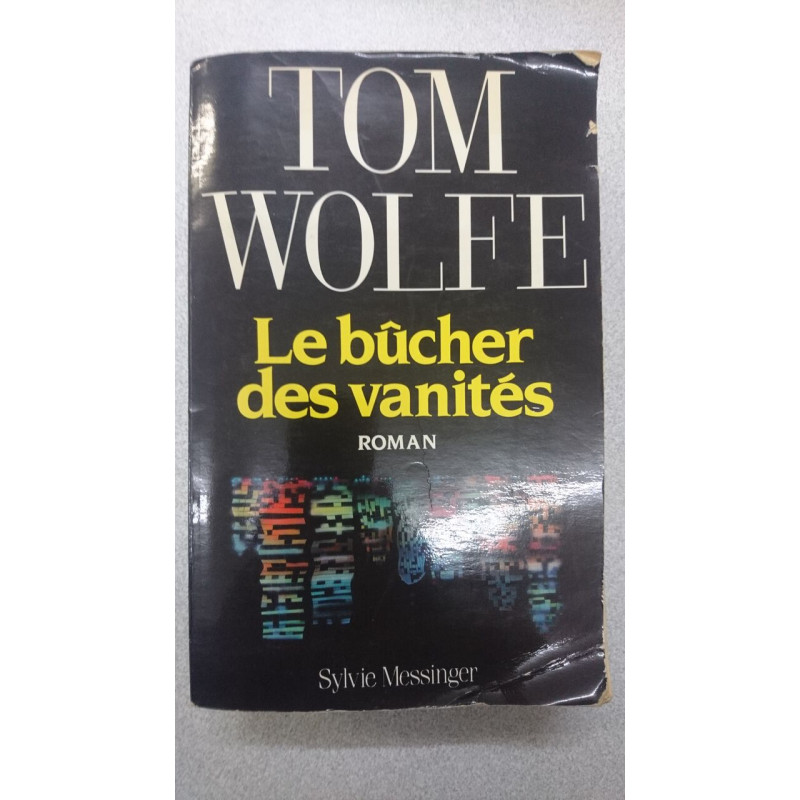 TOM
WOLFE
Le bûcher
des vanités
ROMAN
Sylvie Messinger